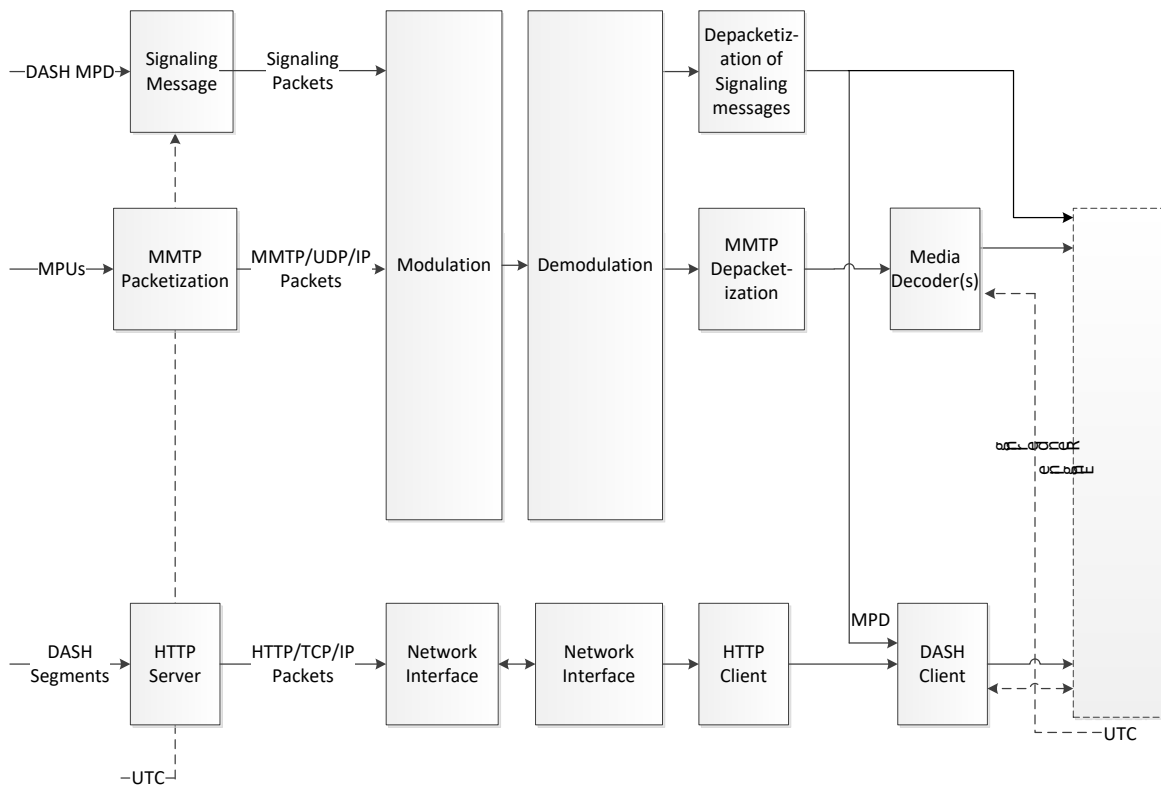 DASH MPD
Signaling
Message
Signaling
Packets
Depacketiz-
ation of
Signaling
messages
MPUs
MMTP
Packetization
MMTP/UDP/IP
Packets
Modulation
Demodulation
MMTP
Depacket-
ization
Media
Decoder(s)
Rendering
Engine
MPD
DASH
Segments
HTTP
Server
HTTP/TCP/IP
Packets
Network
Interface
Network
Interface
HTTP
Client
DASH
Client
UTC
UTC